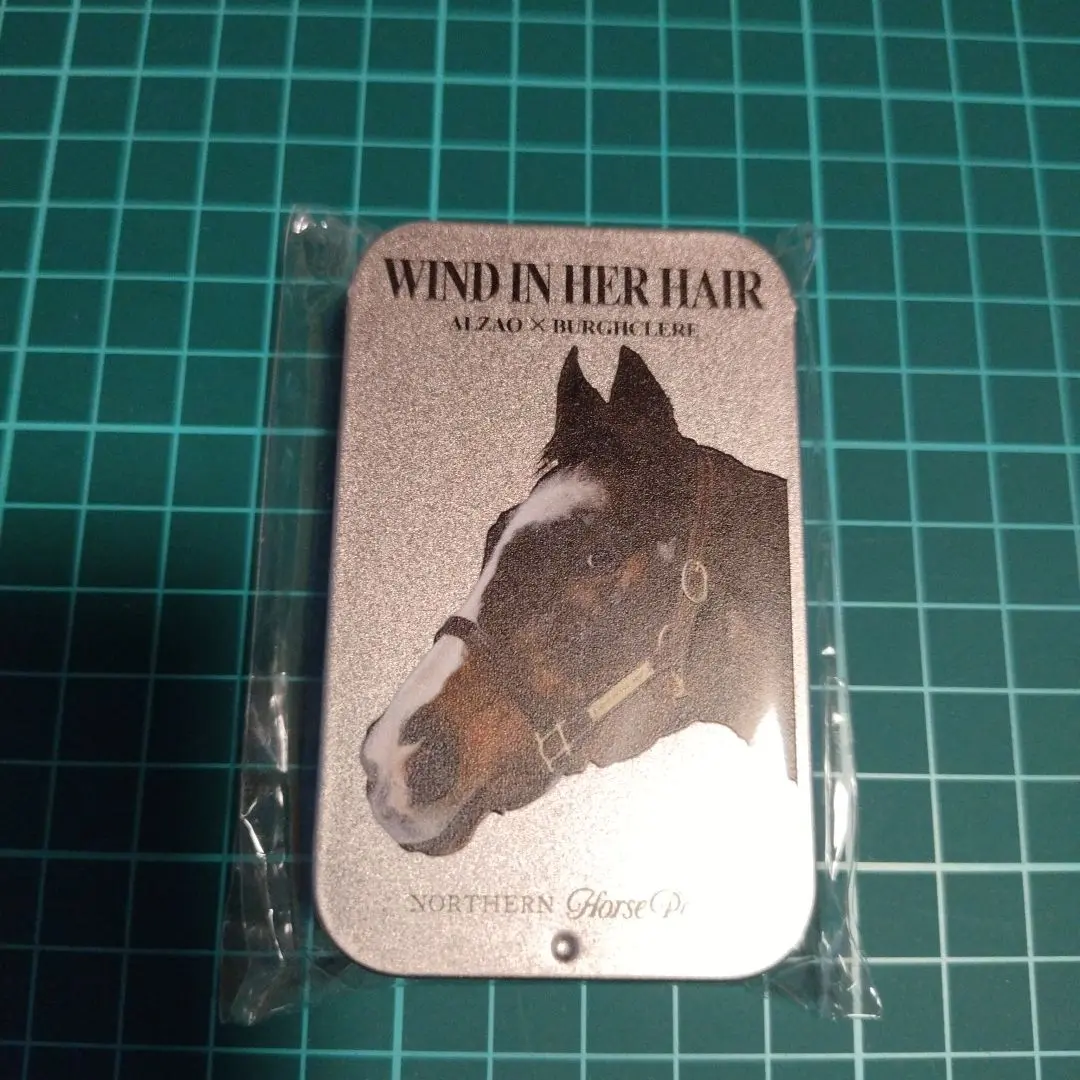 WIND IN HER HAIR
ALZAO × BURGHCLERE
NORTHERN Horse